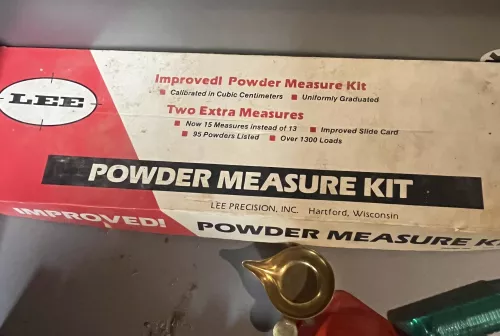 LEE
Improved! Powder Measure Kit
Calibrated in Cubic Centimeters ■ Uniformly Graduated
Two Extra Measures
■ Now 15 Measures Instead of 13 ■ Improved Slide Card
■ 95 Powders Listed ■ Over 1300 Loads
POWDER MEASURE KIT
LEE PRECISION, INC. Hartford, Wisconsin
IMPROVED! POWDER MEASURE K